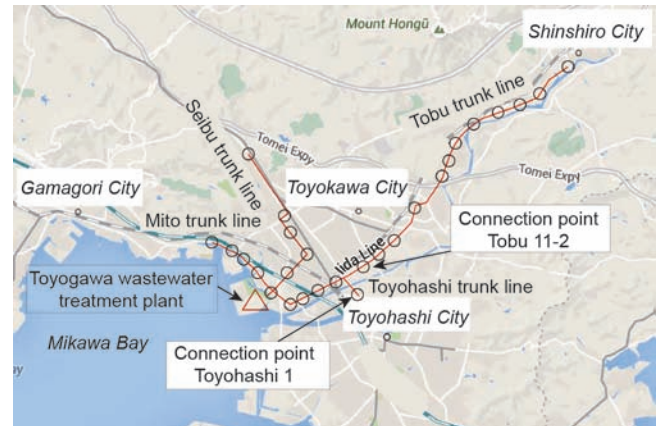 Mount Hongū
Shinshiro City
Tobu trunk line
Seibu trunk line
Tomei Expy
Tomei Expy
Gamagori City
Toyokawa City
Mito trunk line
Connection point
Tobu 11-2
Iida Line
Toyogawa wastewater
treatment plant
Toyohashi trunk line
Toyohashi City
Mikawa Bay
Connection point
Toyohashi 1